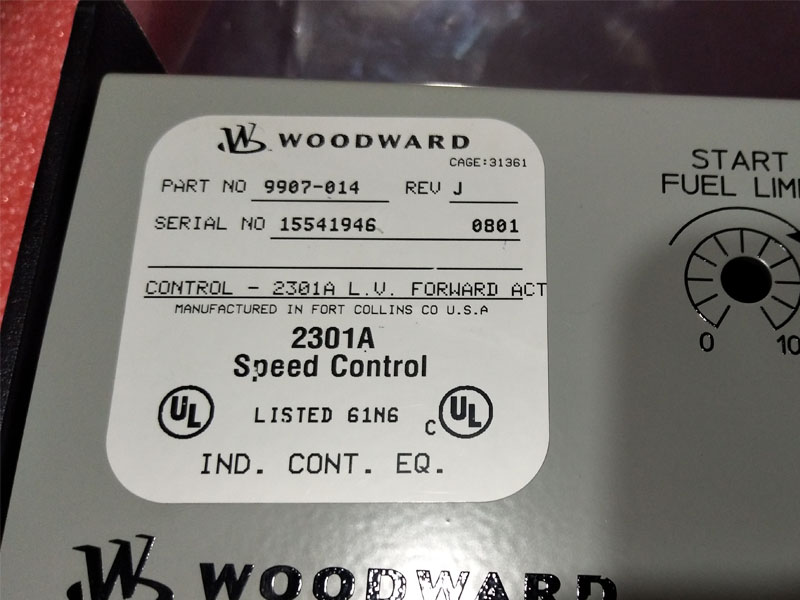 WOODWARD
CAGE:31361
PART NO 9907-014 REV J
SERIAL NO 15541946 0801
CONTROL - 2301A L.V. FORWARD ACT
MANUFACTURED IN FORT COLLINS CO U.S.A
2301A
Speed Control
UL LISTED 61N6 C UL
IND. CONT. EQ.
START
FUEL LIM
0 10
WOODWARD